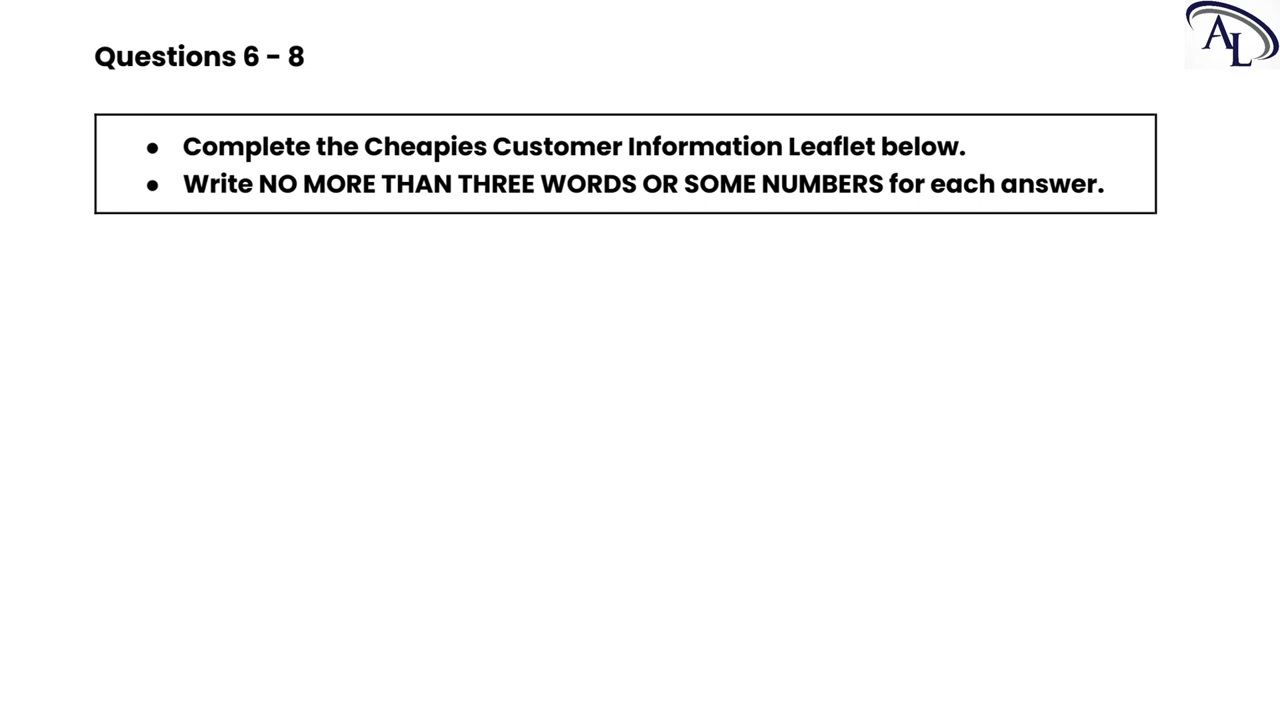 AL
Questions 6 – 8
● Complete the Cheapies Customer Information Leaflet below.
● Write NO MORE THAN THREE WORDS OR SOME NUMBERS for each answer.